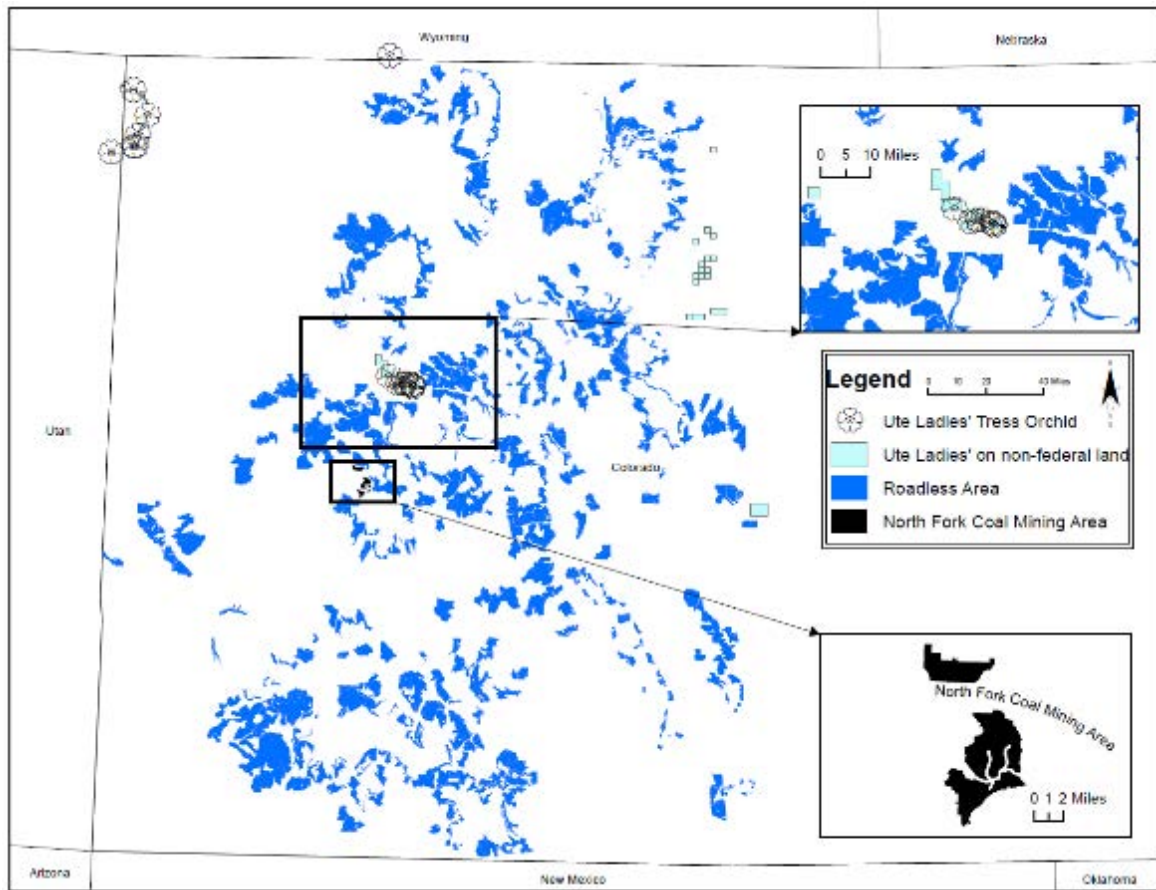 Wyoming
Nebraska
0 5 10 Miles
Legend
0 10 20 40 Miles
Ute Ladies' Tress Orchid
Ute Ladies' on non-federal land
Roadless Area
North Fork Coal Mining Area
Utah
Colorado
North Fork Coal Mining Area
0 1 2 Miles
Arizona
New Mexico
Oklahoma